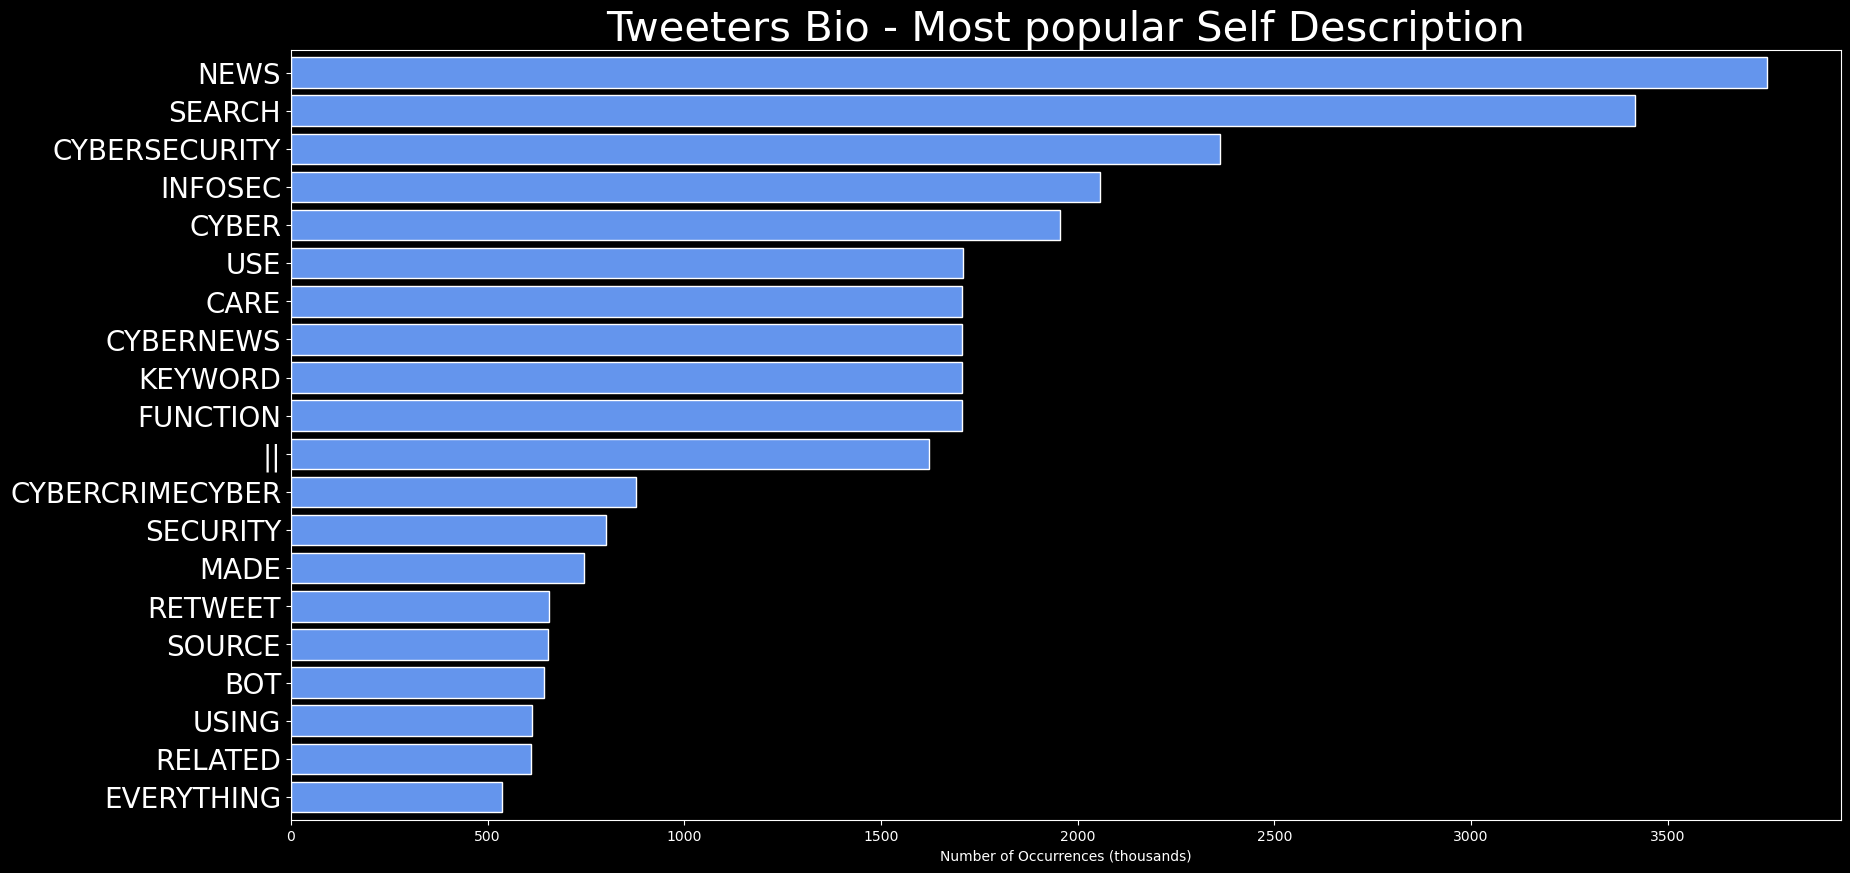 Tweeters Bio - Most popular Self Description
NEWS
SEARCH
CYBERSECURITY
INFOSEC
CYBER
USE
CARE
CYBERNEWS
KEYWORD
FUNCTION
||
CYBERCRIMECYBER
SECURITY
MADE
RETWEET
SOURCE
BOT
USING
RELATED
EVERYTHING
0 500 1000 1500 2000 2500 3000 3500
Number of Occurrences (thousands)